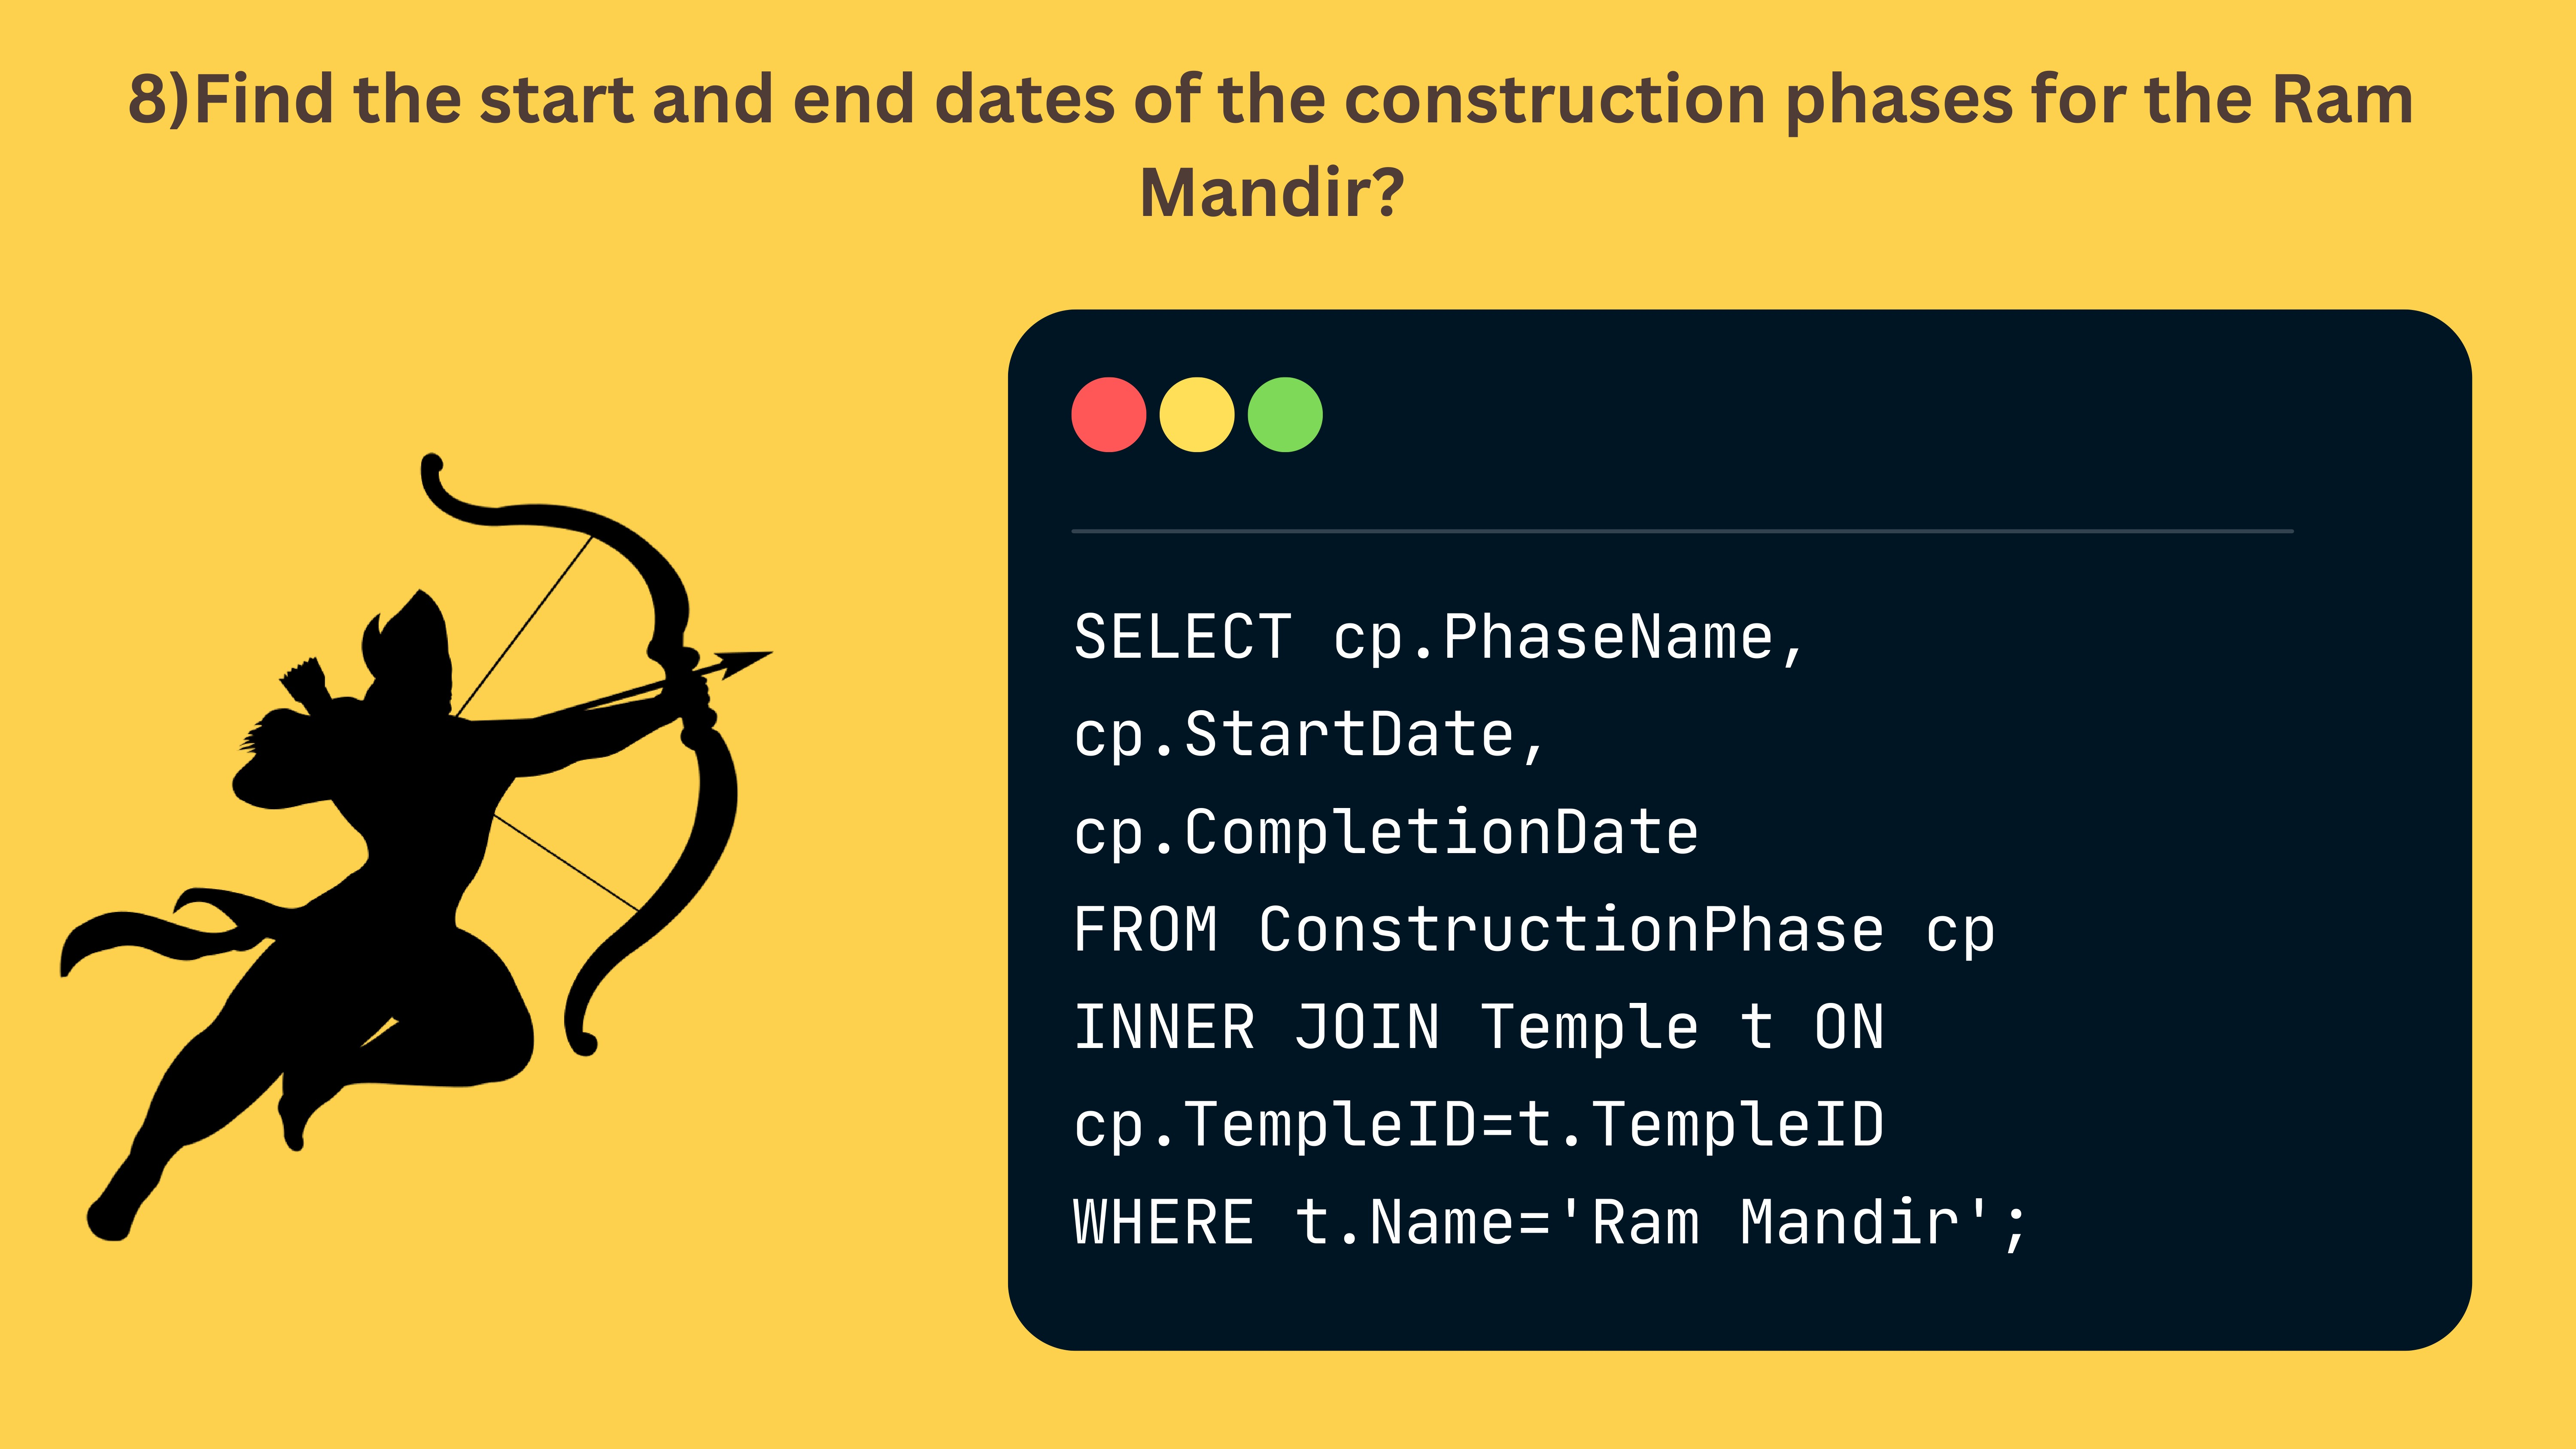 8)Find the start and end dates of the construction phases for the Ram
Mandir?
SELECT cp.PhaseName,
cp.StartDate,
cp.CompletionDate
FROM ConstructionPhase cp
INNER JOIN Temple t ON
cp.TempleID=t.TempleID
WHERE t.Name='Ram Mandir';